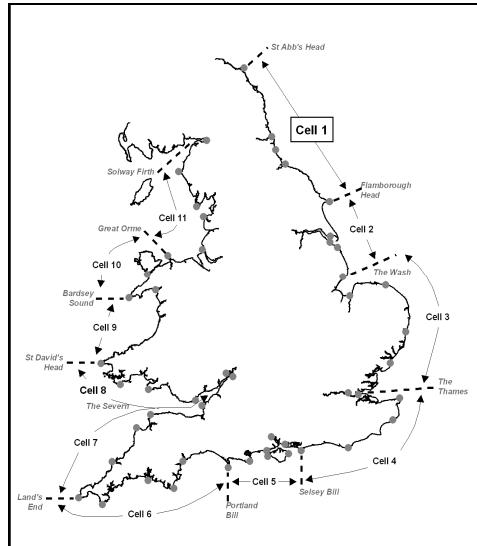 St Abb's Head
Cell 1
Solway Firth
Flamborough
Head
Cell 11
Great Orme
Cell 2
Cell 10
The Wash
Bardsey
Sound
Cell 9
Cell 3
St David's
Head
Cell 8
The Severn
The
Thames
Cell 7
Cell 4
Cell 5
Land's
End
Cell 6
Portland
Bill
Selsey Bill